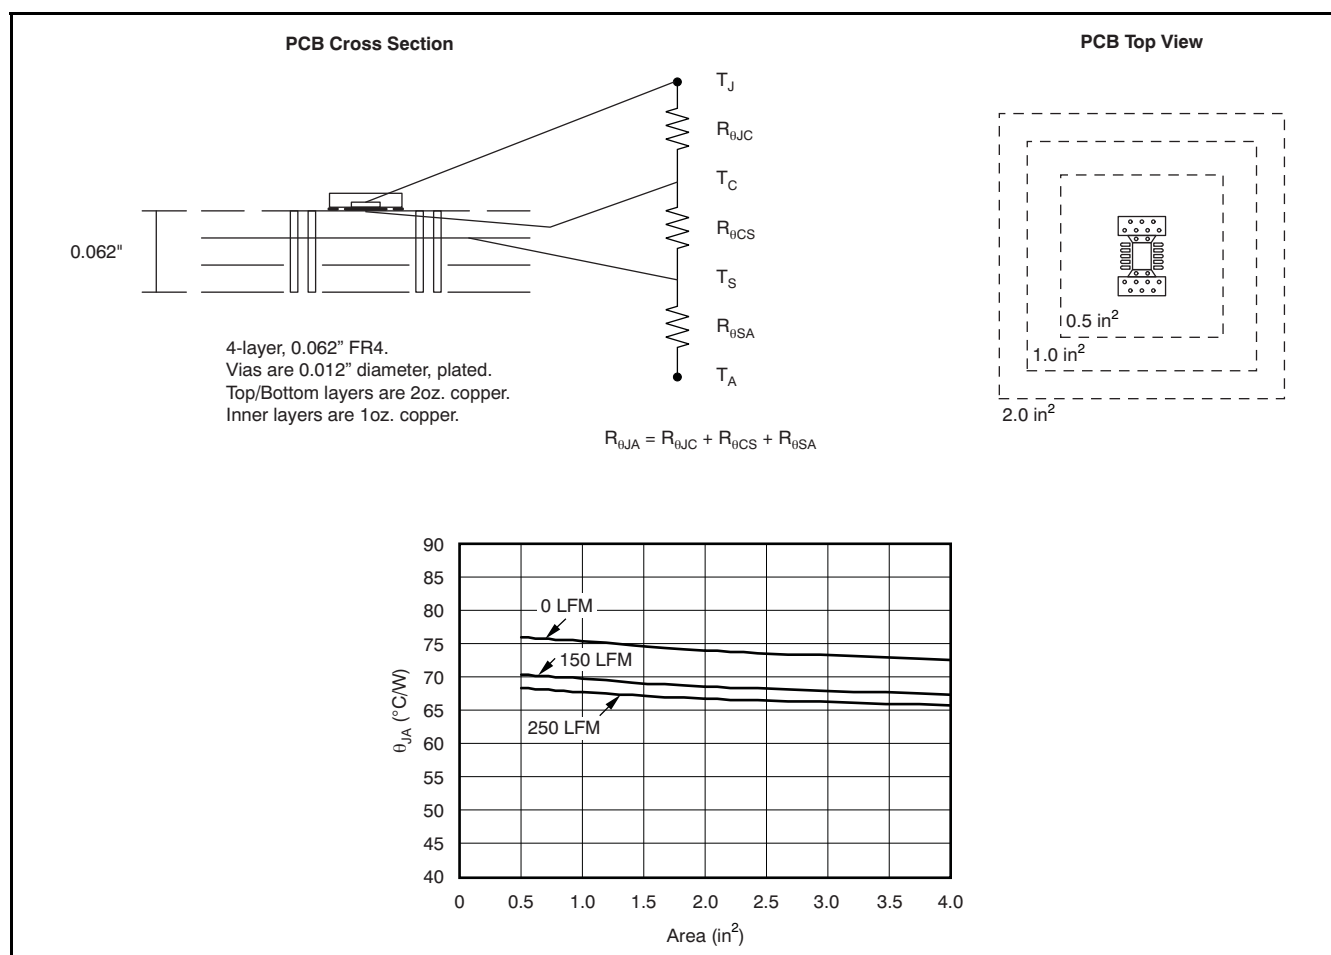 PCB Cross Section
PCB Top View
T_J
R_θJC
T_C
R_θCS
T_S
R_θSA
T_A
0.062"
4-layer, 0.062” FR4.
Vias are 0.012” diameter, plated.
Top/Bottom layers are 2oz. copper.
Inner layers are 1oz. copper.
R_θJA = R_θJC + R_θCS + R_θSA
0.5 in²
1.0 in²
2.0 in²
90
85
80
75
70
65
60
55
50
45
40
θ_JA (°C/W)
0 LFM
150 LFM
250 LFM
0 0.5 1.0 1.5 2.0 2.5 3.0 3.5 4.0
Area (in²)